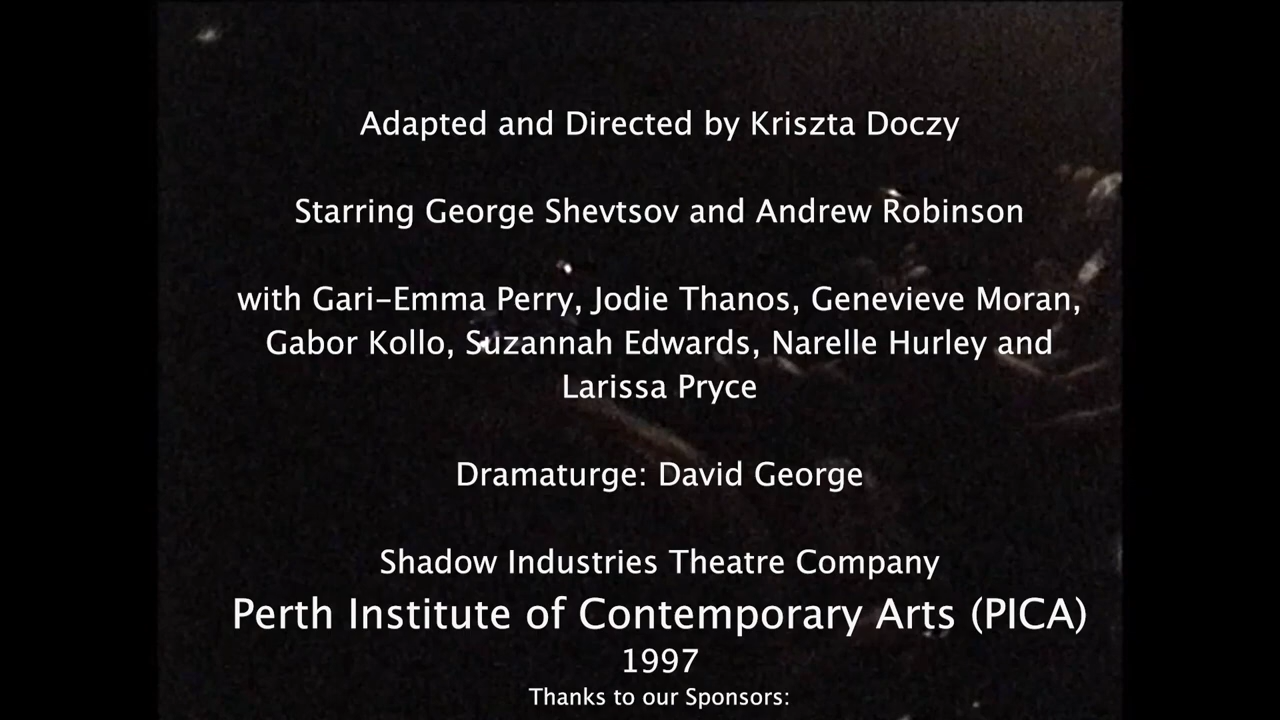 Adapted and Directed by Kriszta Doczy
Starring George Shevtsov and Andrew Robinson
with Gari-Emma Perry, Jodie Thanos, Genevieve Moran,
Gabor Kollo, Suzannah Edwards, Narelle Hurley and
Larissa Pryce
Dramaturge: David George
Shadow Industries Theatre Company
Perth Institute of Contemporary Arts (PICA)
1997
Thanks to our Sponsors: